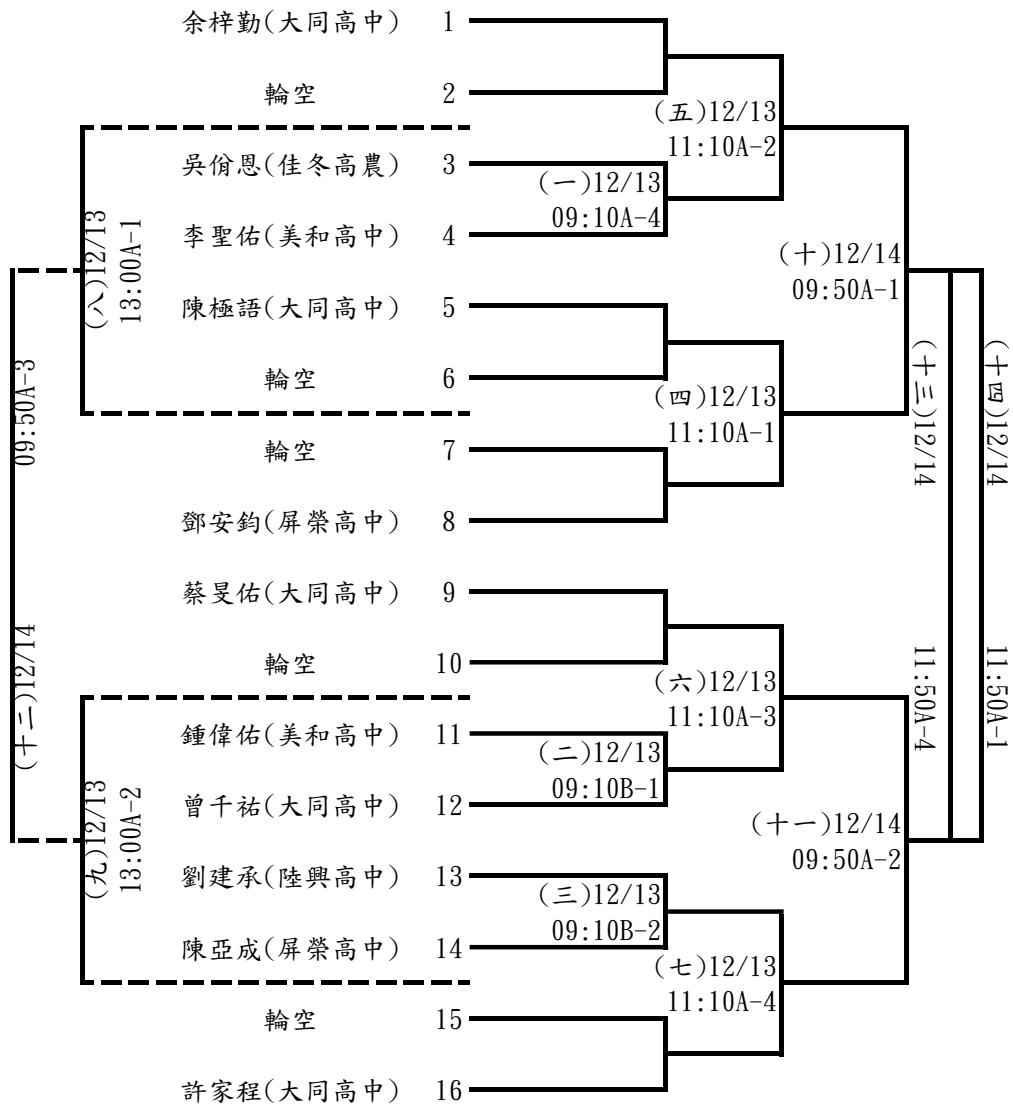 余梓勤(大同高中) 1
輪空 2
(五)12/13
11:10A-2
吳佾恩(佳冬高農) 3
(一)12/13
09:10A-4
李聖佑(美和高中) 4
(八)12/13
13:00A-1
(十)12/14
09:50A-1
陳極語(大同高中) 5
輪空 6
(四)12/13
11:10A-1
輪空 7
鄧安鈞(屏榮高中) 8
09:50A-3
(十二)12/14
(十三)12/14
11:50A-4
(十四)12/14
11:50A-1
蔡旻佑(大同高中) 9
輪空 10
(六)12/13
11:10A-3
鍾偉佑(美和高中) 11
(二)12/13
09:10B-1
曾千祐(大同高中) 12
(九)12/13
13:00A-2
(十一)12/14
09:50A-2
劉建承(陸興高中) 13
(三)12/13
09:10B-2
陳亞成(屏榮高中) 14
(七)12/13
11:10A-4
輪空 15
許家程(大同高中) 16